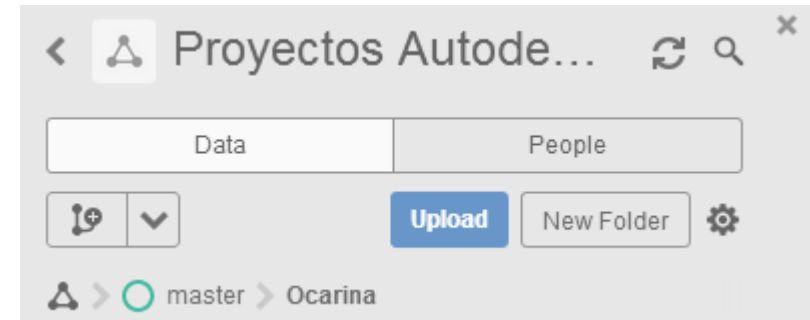 Proyectos Autode...
Data People
Upload New Folder
master Ocarina